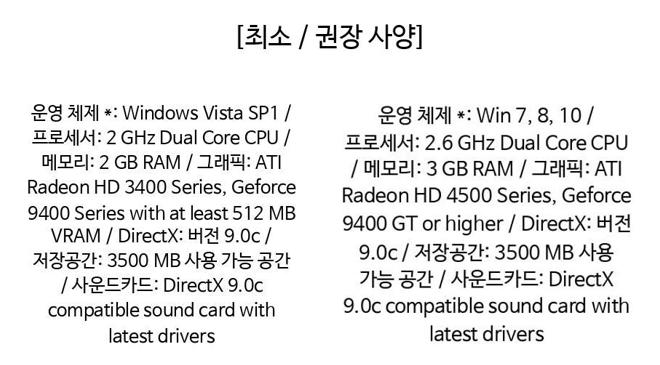 [최소 / 권장 사양]
운영 체제 *: Windows Vista SP1 /
프로세서: 2 GHz Dual Core CPU /
메모리: 2 GB RAM / 그래픽: ATI
Radeon HD 3400 Series, Geforce
9400 Series with at least 512 MB
VRAM / DirectX: 버전 9.0c /
저장공간: 3500 MB 사용 가능 공간
/ 사운드카드: DirectX 9.0c
compatible sound card with
latest drivers
운영 체제 *: Win 7, 8, 10 /
프로세서: 2.6 GHz Dual Core CPU
/ 메모리: 3 GB RAM / 그래픽: ATI
Radeon HD 4500 Series, Geforce
9400 GT or higher / DirectX: 버전
9.0c / 저장공간: 3500 MB 사용
가능 공간 / 사운드카드: DirectX
9.0c compatible sound card with
latest drivers